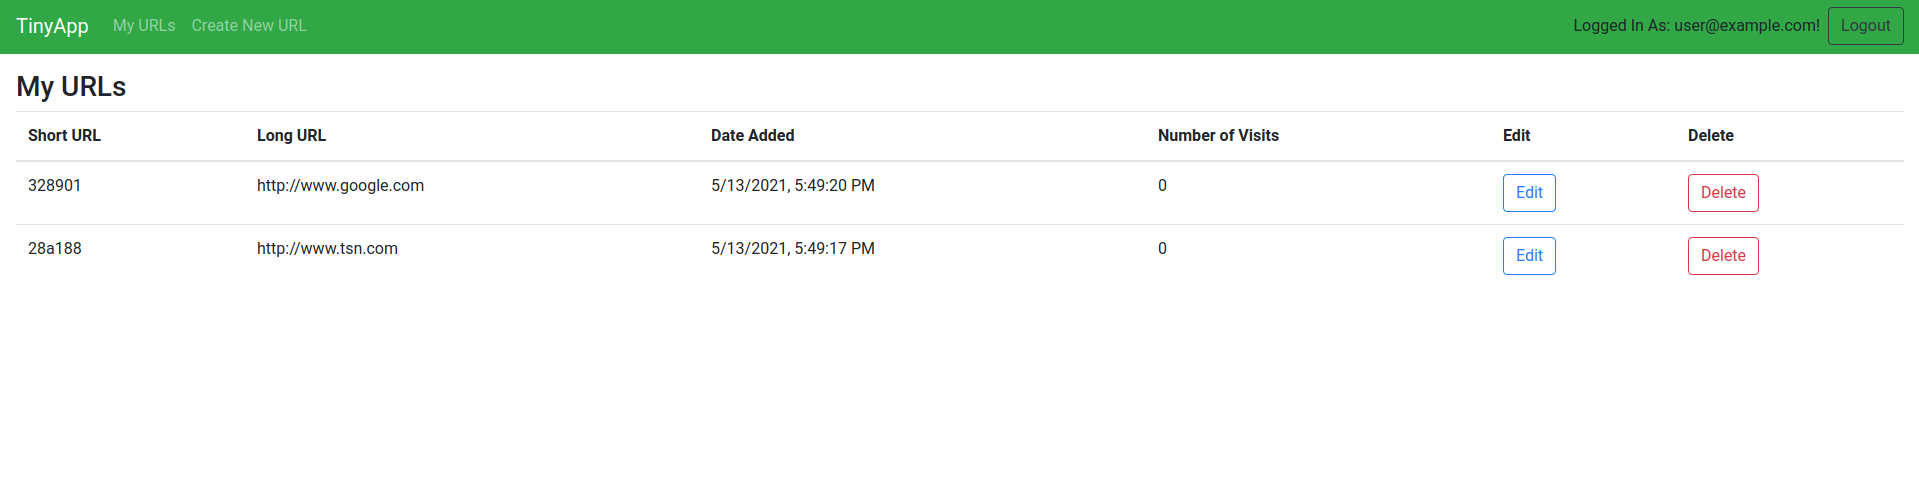 TinyApp My URLs Create New URL Logged In As: user@example.com! Logout
My URLs
Short URL Long URL Date Added Number of Visits Edit Delete
328901 http://www.google.com 5/13/2021, 5:49:20 PM 0 Edit Delete
28a188 http://www.tsn.com 5/13/2021, 5:49:17 PM 0 Edit Delete